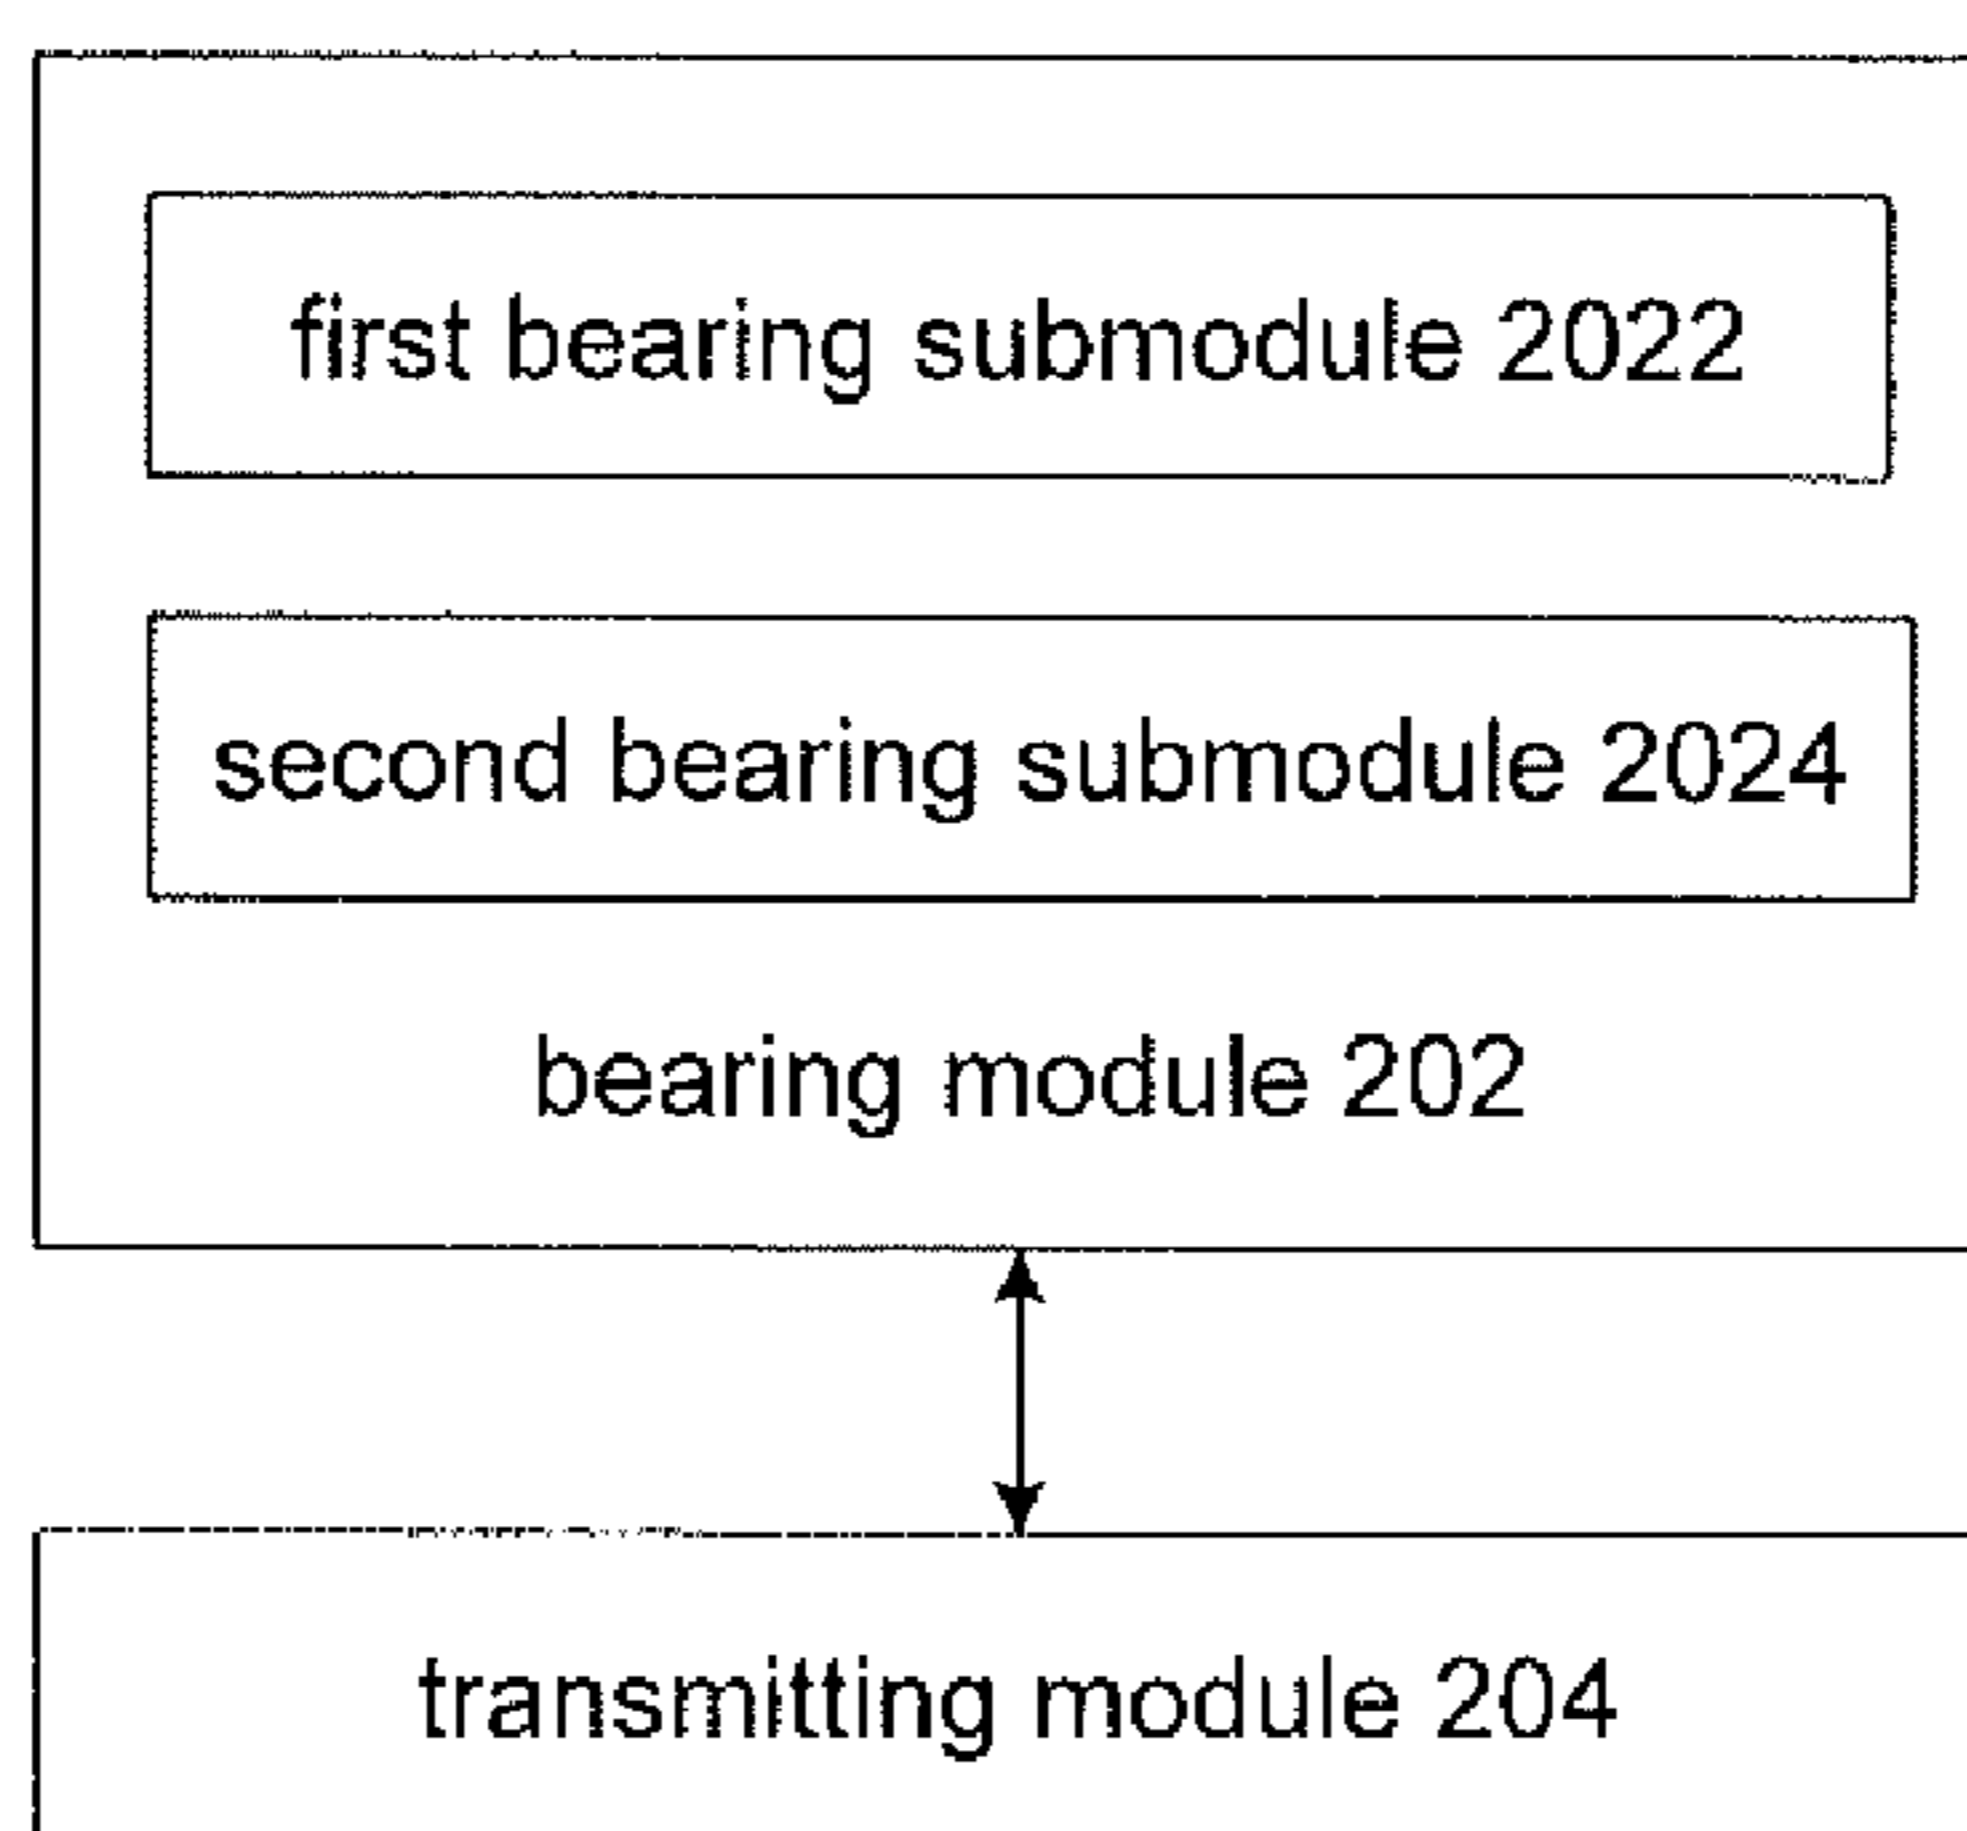 first bearing submodule 2022
second bearing submodule 2024
bearing module 202
transmitting module 204